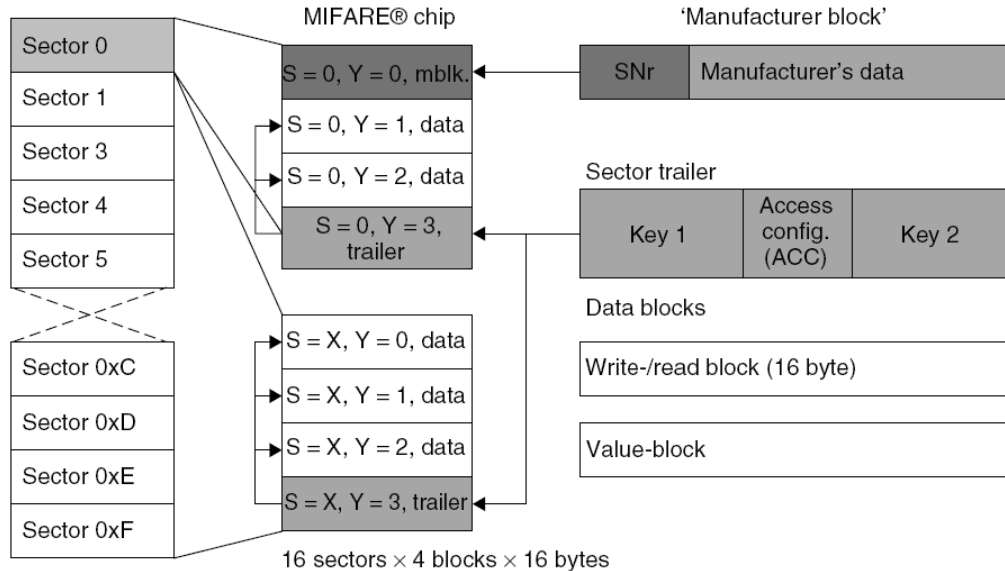 MIFARE® chip
'Manufacturer block'
Sector 0
Sector 1
Sector 3
Sector 4
Sector 5
Sector 0xC
Sector 0xD
Sector 0xE
Sector 0xF
S = 0, Y = 0, mblk.
S = 0, Y = 1, data
S = 0, Y = 2, data
S = 0, Y = 3,
trailer
S = X, Y = 0, data
S = X, Y = 1, data
S = X, Y = 2, data
S = X, Y = 3, trailer
16 sectors × 4 blocks × 16 bytes
SNr
Manufacturer's data
Sector trailer
Key 1
Access
config.
(ACC)
Key 2
Data blocks
Write-/read block (16 byte)
Value-block